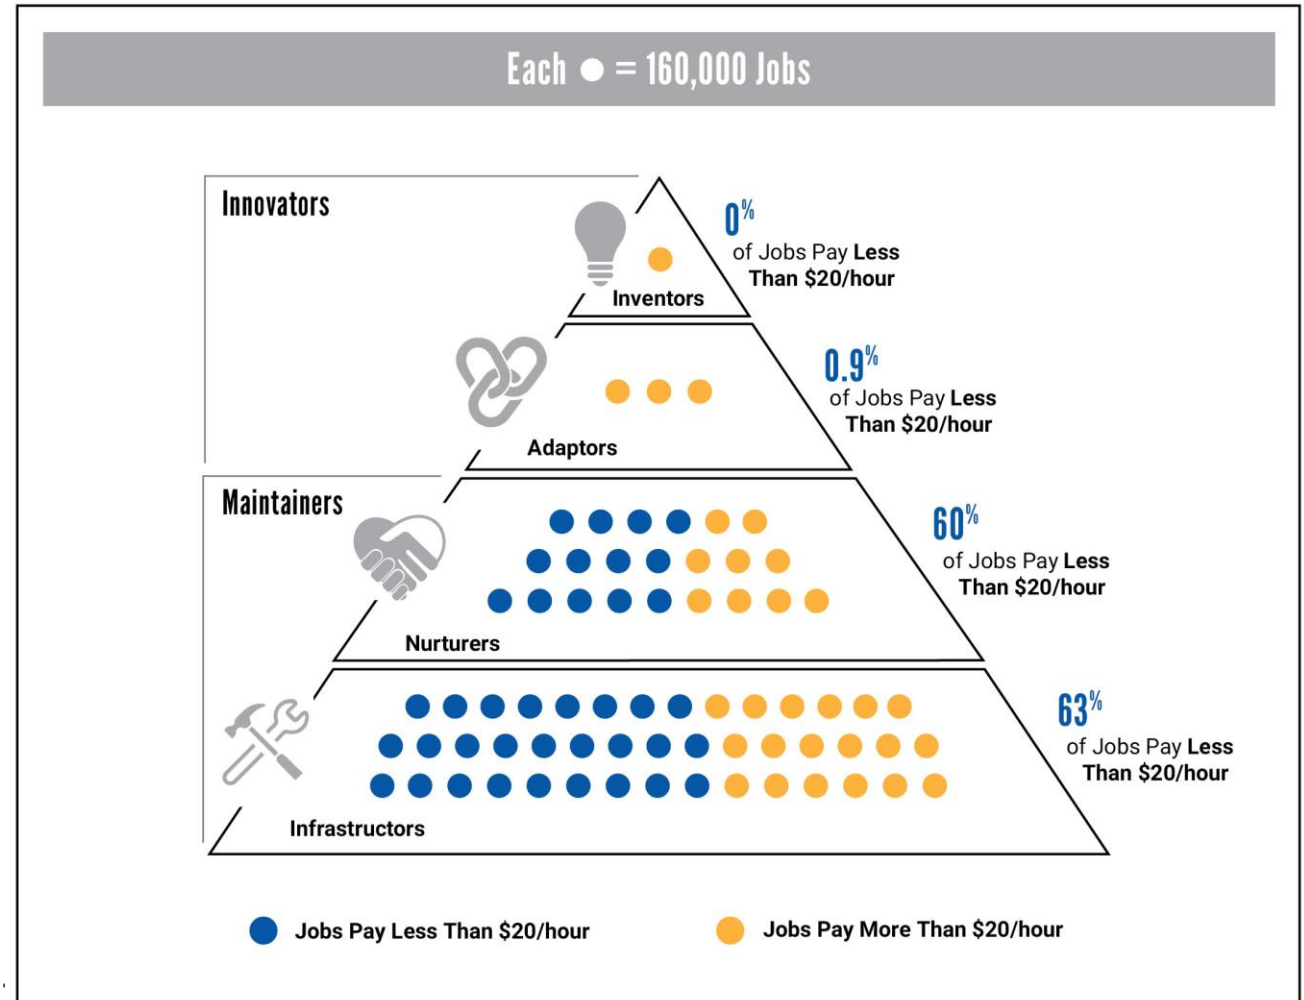 Each = 160,000 Jobs
Innovators
0%
of Jobs Pay Less
Than $20/hour
Inventors
0.9%
of Jobs Pay Less
Than $20/hour
Adaptors
Maintainers
60%
of Jobs Pay Less
Than $20/hour
Nurturers
63%
of Jobs Pay Less
Than $20/hour
Infrastructors
Jobs Pay Less Than $20/hour
Jobs Pay More Than $20/hour